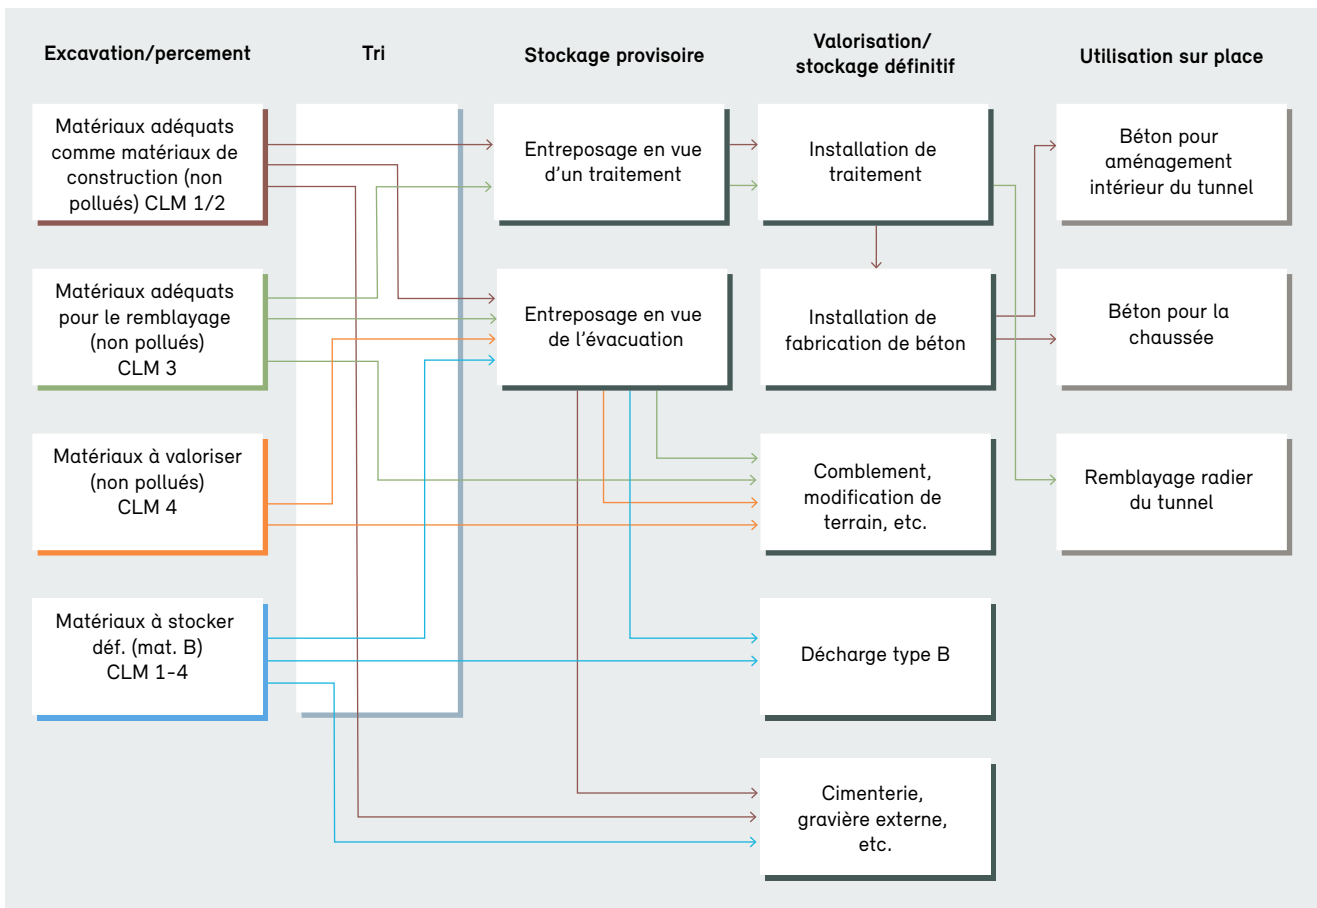 Excavation/percement
Tri
Stockage provisoire
Valorisation/
stockage définitif
Utilisation sur place
Matériaux adéquats
comme matériaux de
construction (non
pollués) CLM 1/2
Entreposage en vue
d'un traitement
Installation de
traitement
Béton pour
aménagement
intérieur du tunnel
Matériaux adéquats
pour le remblayage
(non pollués)
CLM 3
Entreposage en vue
de l'évacuation
Installation de
fabrication de béton
Béton pour la
chaussée
Matériaux à valoriser
(non pollués)
CLM 4
Comblement,
modification de
terrain, etc.
Remblayage radier
du tunnel
Matériaux à stocker
déf. (mat. B)
CLM 1-4
Décharge type B
Cimenterie,
gravière externe,
etc.